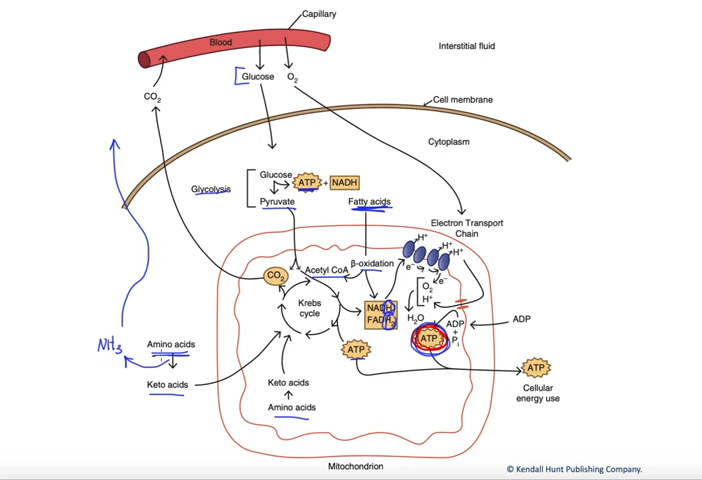 Capillary
Blood
Interstitial fluid
Glucose
O2
CO2
Cell membrane
Cytoplasm
Glycolysis
Glucose
ATP + NADH
Pyruvate
Fatty acids
Electron Transport
Chain
H+
H+
H+
β-oxidation
Acetyl CoA
CO2
e-
e-
O2
H+
Krebs
cycle
NADH
FADH2
H2O
ADP
+
Pi
ADP
ATP
ATP
ATP
Cellular
energy use
NH3
Amino acids
Keto acids
Keto acids
Amino acids
Mitochondrion
© Kendall Hunt Publishing Company.